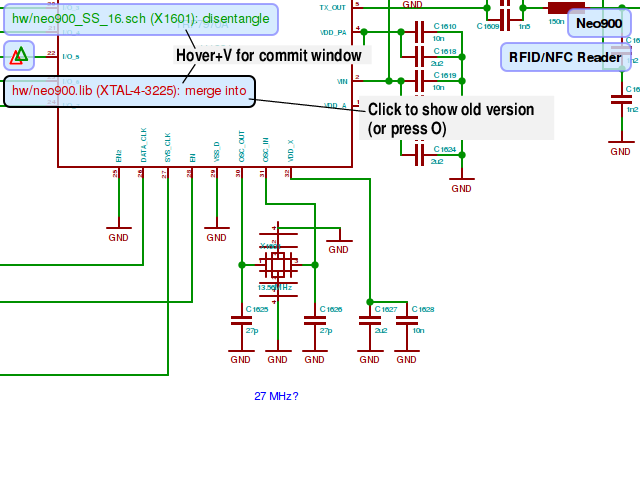 hw/neo900_SS_16.sch (X1601): disentangle
Hover+V for commit window
hw/neo900.lib (XTAL-4-3225): merge into
Click to show old version
(or press O)
Neo900
RFID/NFC Reader
TX_OUT
5
VDD_PA
4
VIN
2
VDD_A
22
I/O_s
C1610
10n
C1618
2u2
C1619
10n
C1624
2u2
GND
C1609
1n5
150n
1n2
GND
GND
EN2
DATA_CLK
SYS_CLK
EN
VSS_D
OSC_OUT
OSC_IN
VDD_X
25
26
27
28
29
30
31
32
GND
GND
GND
C1625
27p
C1626
27p
C1627
2u2
C1628
10n
GND
GND
GND
GND
GND
27 MHz?